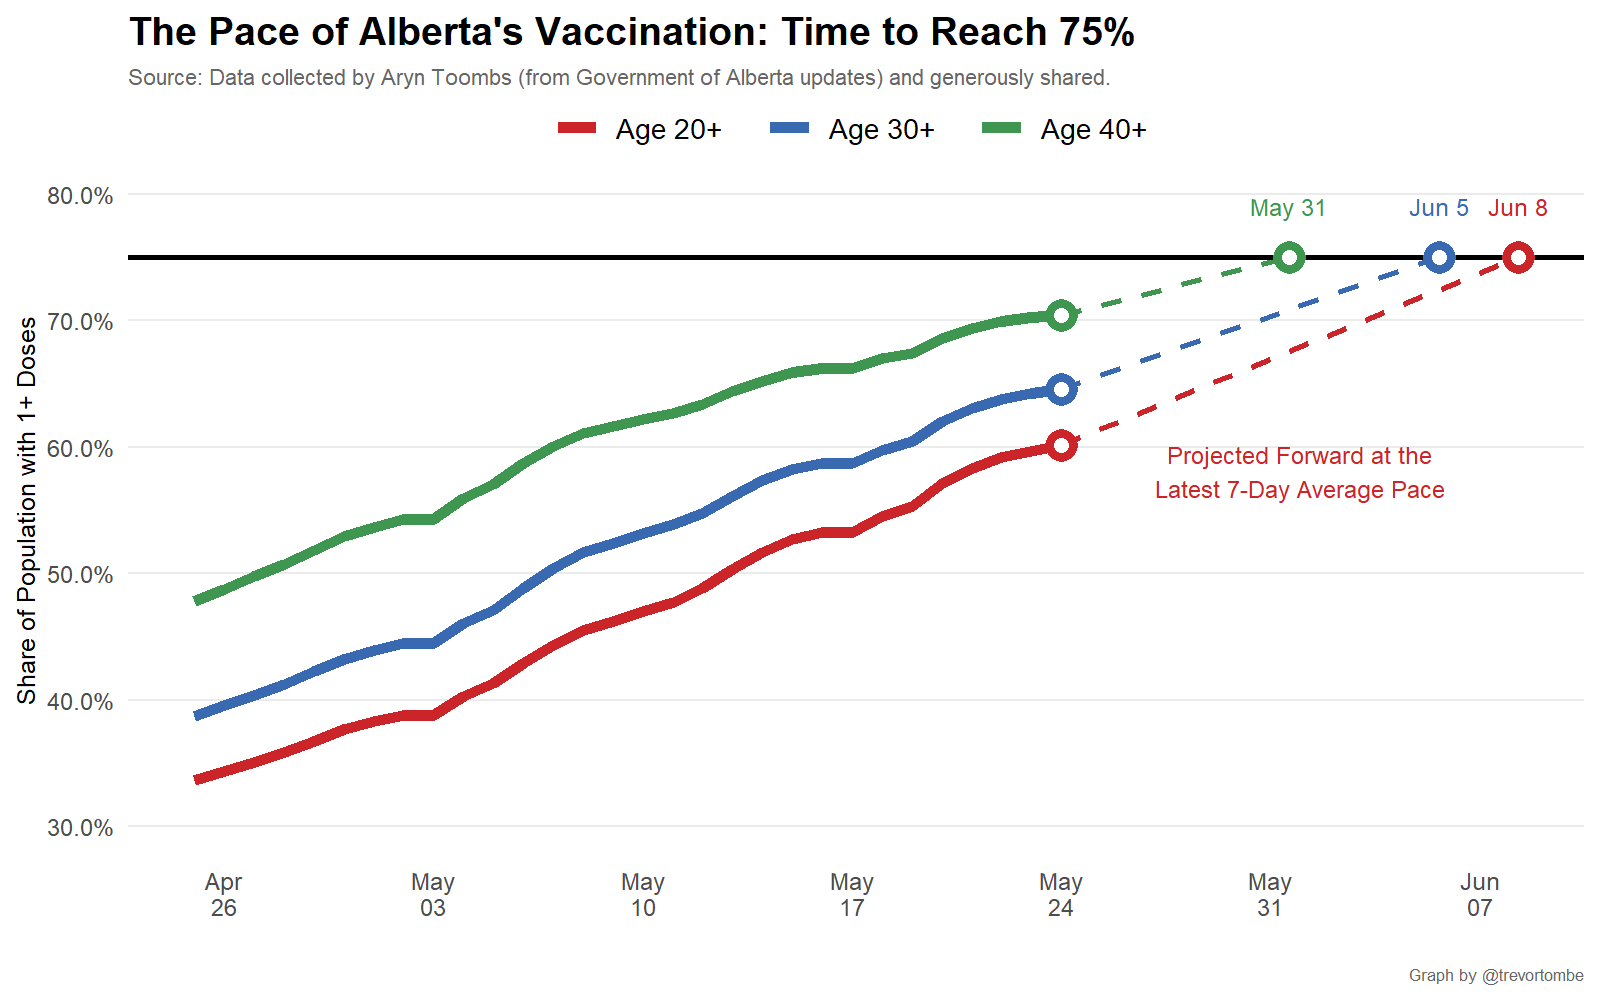 The Pace of Alberta's Vaccination: Time to Reach 75%
Source: Data collected by Aryn Toombs (from Government of Alberta updates) and generously shared.
Age 20+ Age 30+ Age 40+
80.0%
May 31 Jun 5 Jun 8
70.0%
60.0%
Projected Forward at the
Latest 7-Day Average Pace
50.0%
40.0%
30.0%
Share of Population with 1+ Doses
Apr May May May May May Jun
26 03 10 17 24 31 07
Graph by @trevortombe